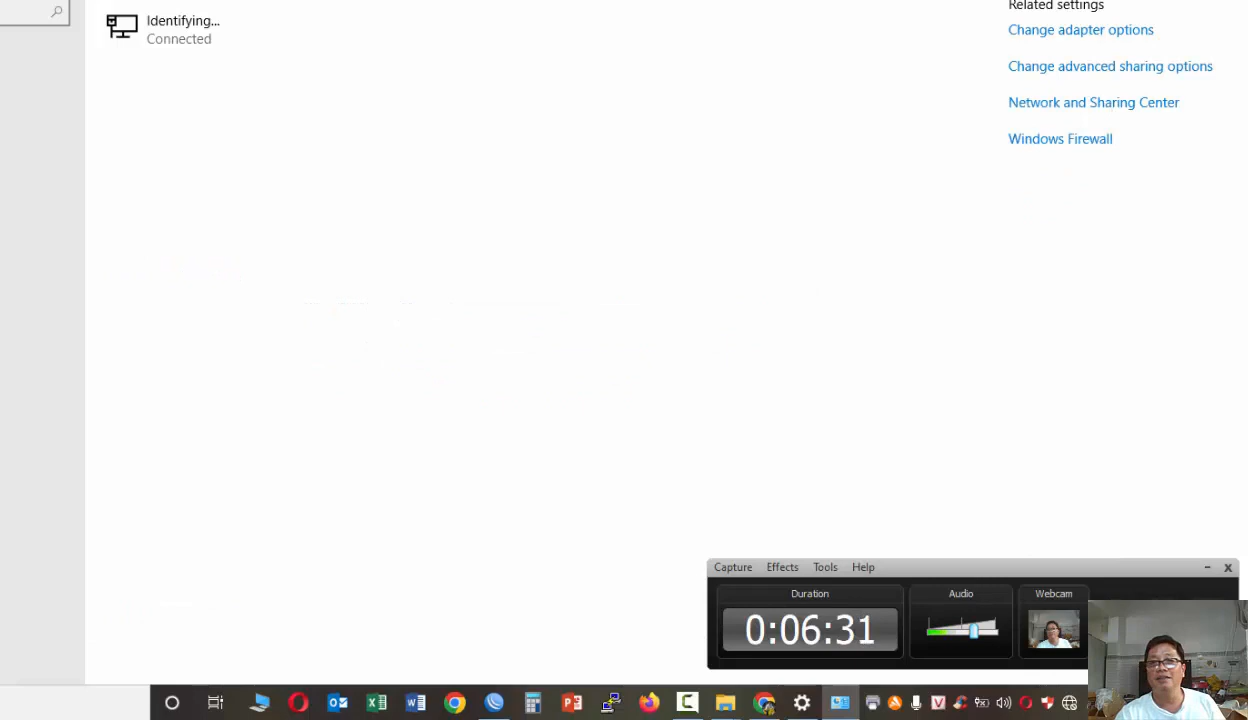 Related settings
Identifying...
Connected
Change adapter options
Change advanced sharing options
Network and Sharing Center
Windows Firewall
Capture Effects Tools Help
Duration
Audio
Webcam
0:06:31